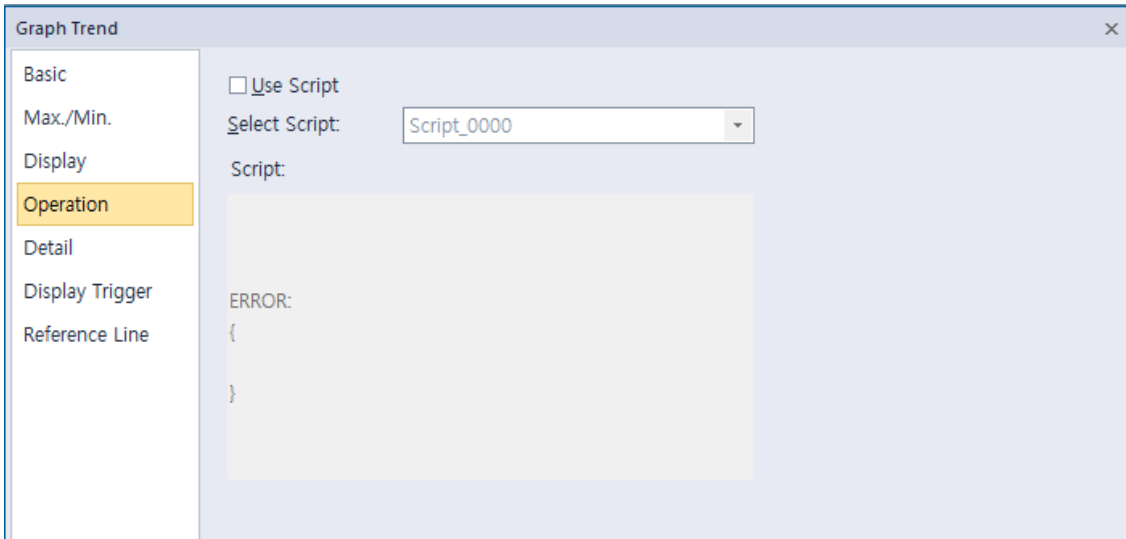 Graph Trend
Basic
Max./Min.
Display
Operation
Detail
Display Trigger
Reference Line
Use Script
Select Script: Script_0000
Script:
ERROR:
{
}